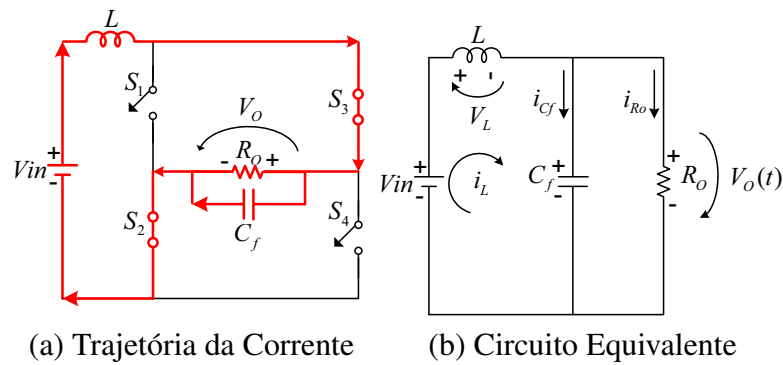 L
S1
S3
VO
Vin
+
-
- RO +
S2
Cf
S4
(a) Trajetória da Corrente
L
+ -
VL
iCf
iRo
Vin
+
-
iL
Cf
+
-
+
-
RO
VO(t)
(b) Circuito Equivalente